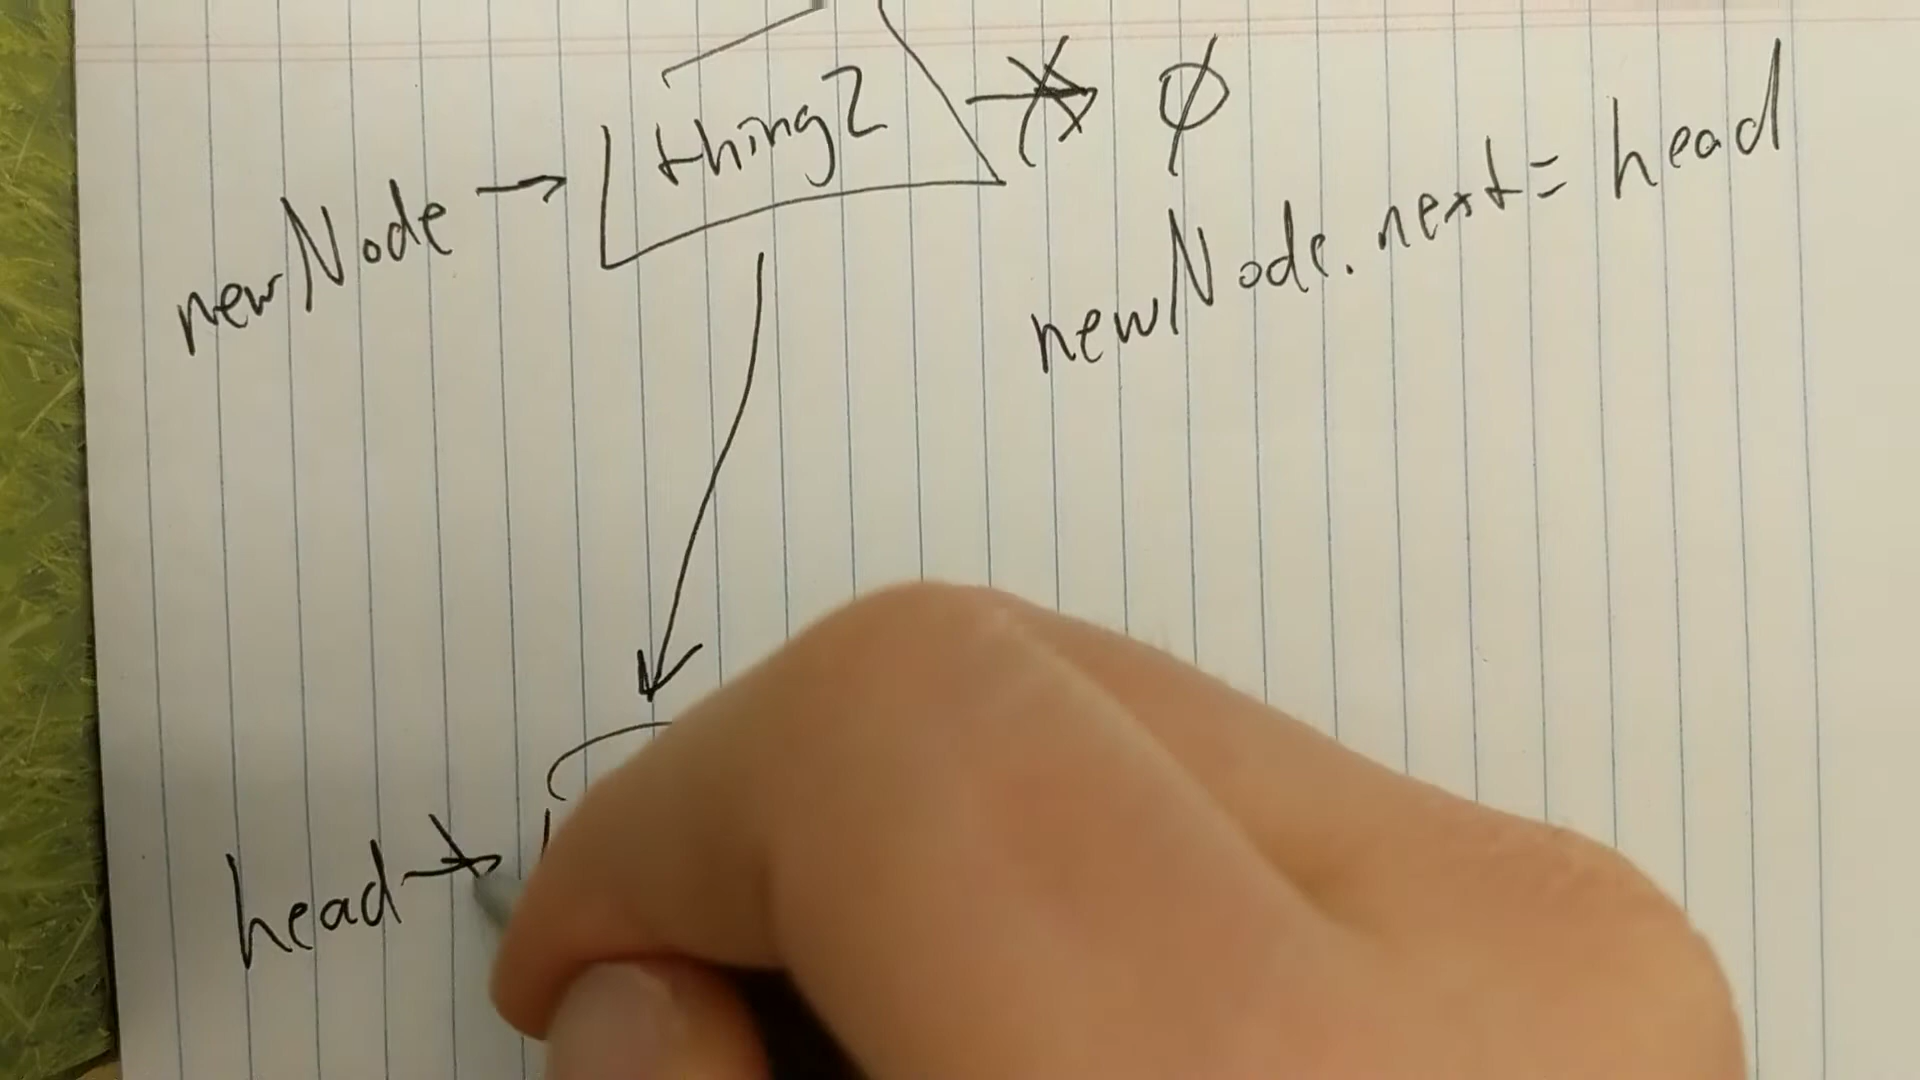 newNode → thing2 → ∅
newNode.next = head
head →